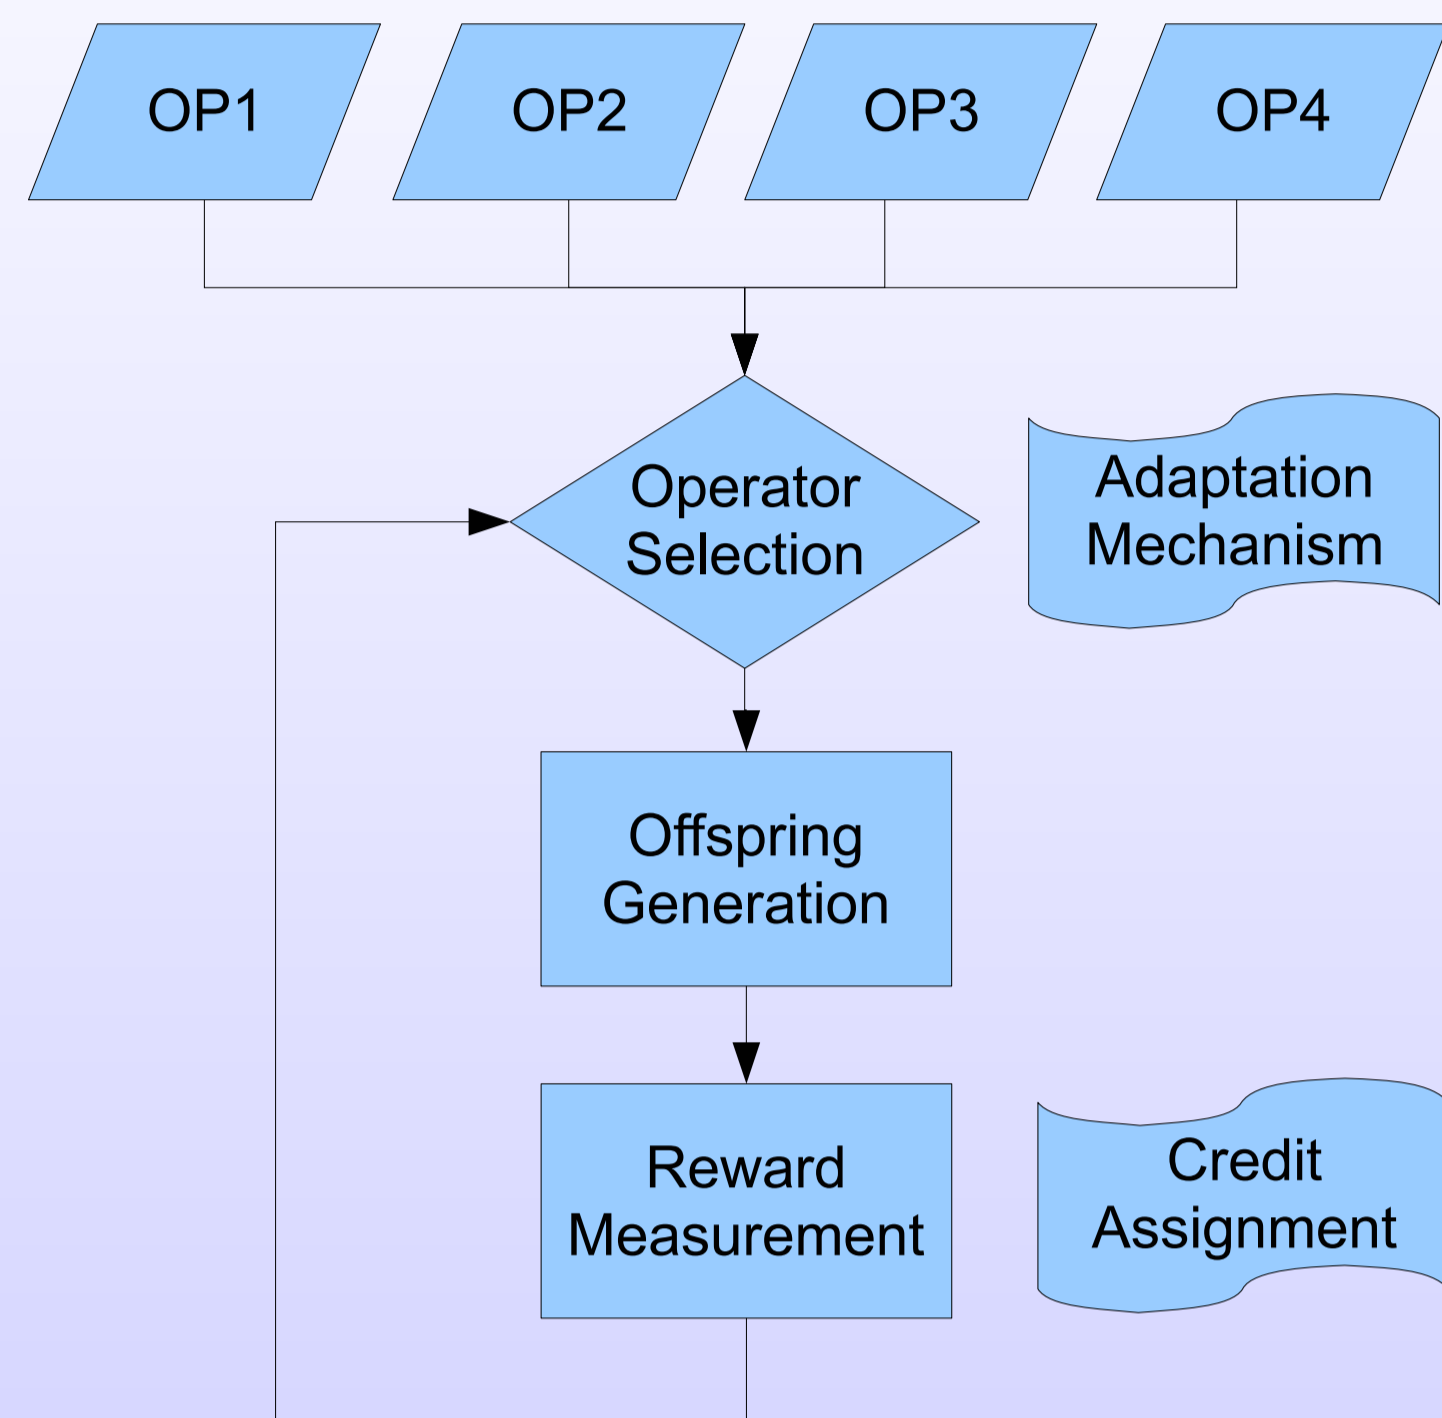 OP1
OP2
OP3
OP4
Operator
Selection
Adaptation
Mechanism
Offspring
Generation
Reward
Measurement
Credit
Assignment